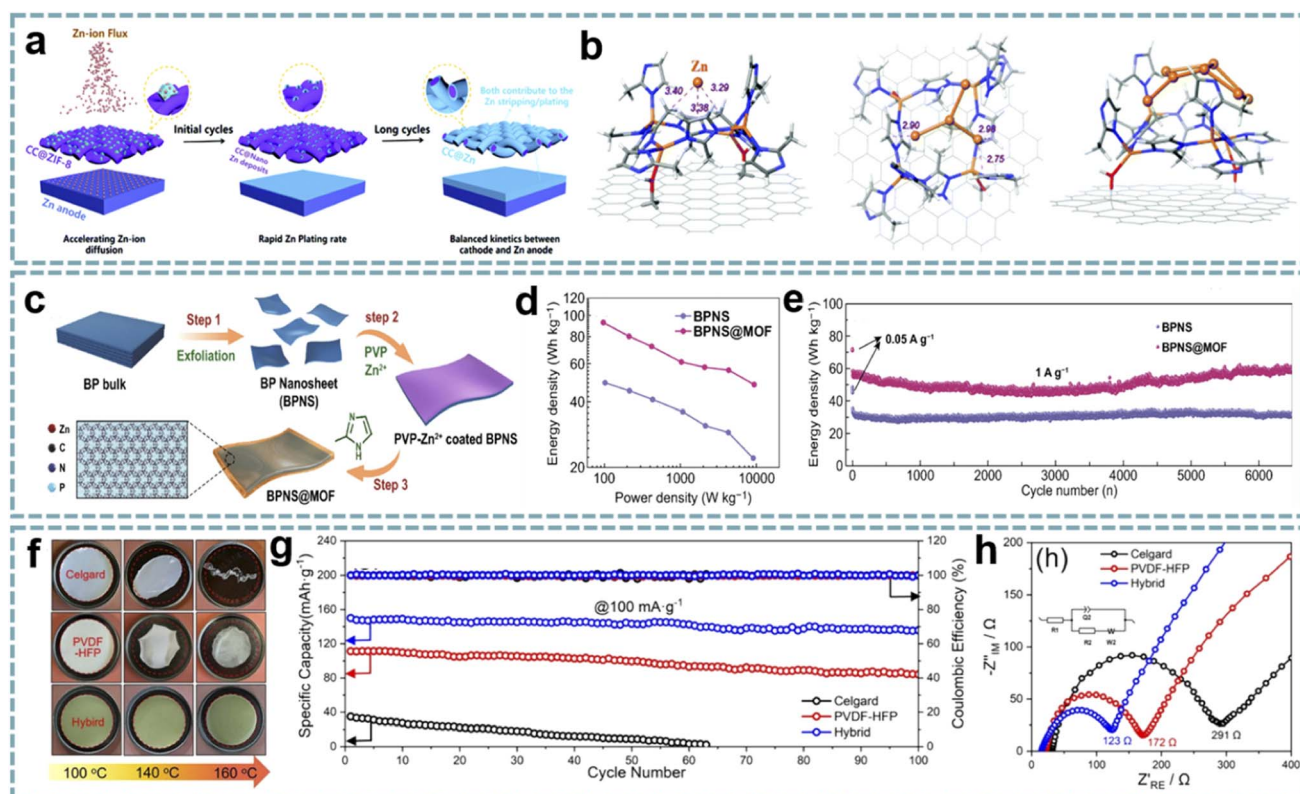 a
Zn-ion Flux
CC@ZIF-8
Zn anode
Initial cycles
CC@Nano
Zn deposits
Long cycles
Both contribute to the
Zn stripping/plating
CC@Zn
Accelerating Zn-ion
diffusion
Rapid Zn Plating rate
Balanced kinetics between
cathode and Zn anode
b
Zn
3.40
3.29
3.38
2.90
2.98
2.75
c
BP bulk
Step 1
Exfoliation
BP Nanosheet
(BPNS)
step 2
PVP
Zn²⁺
PVP-Zn²⁺ coated BPNS
N
N
H
Step 3
BPNS@MOF
Zn
C
N
P
d
Energy density (Wh kg⁻¹)
120
100
80
60
40
20
BPNS
BPNS@MOF
100
1000
10000
Power density (W kg⁻¹)
e
Energy density (Wh kg⁻¹)
100
80
60
40
20
0
0.05 A g⁻¹
1 A g⁻¹
BPNS
BPNS@MOF
0 1000 2000 3000 4000 5000 6000
Cycle number (n)
f
Celgard
PVDF
-HFP
Hybird
100 °C 140 °C 160 °C
g
Specific Capacity(mAh·g⁻¹)
240
200
160
120
80
40
0
@100 mA·g⁻¹
Celgard
PVDF-HFP
Hybrid
0 10 20 30 40 50 60 70 80 90 100
Cycle Number
120
100
80
60
40
20
0
Coulombic Efficiency (%)
h
(h)
-Z''IM / Ω
200
150
100
50
0
Celgard
PVDF-HFP
Hybrid
R1
Q2
R2
W
W2
123 Ω
172 Ω
291 Ω
0 100 200 300 400
Z'RE / Ω